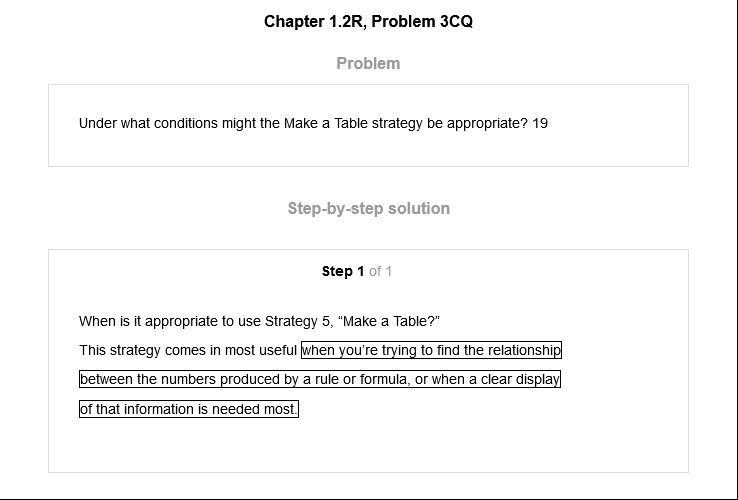 Chapter 1.2R, Problem 3CQ
Problem
Under what conditions might the Make a Table strategy be appropriate? 19
Step-by-step solution
Step 1 of 1
When is it appropriate to use Strategy 5, “Make a Table?”
This strategy comes in most useful when you’re trying to find the relationship
between the numbers produced by a rule or formula, or when a clear display
of that information is needed most.